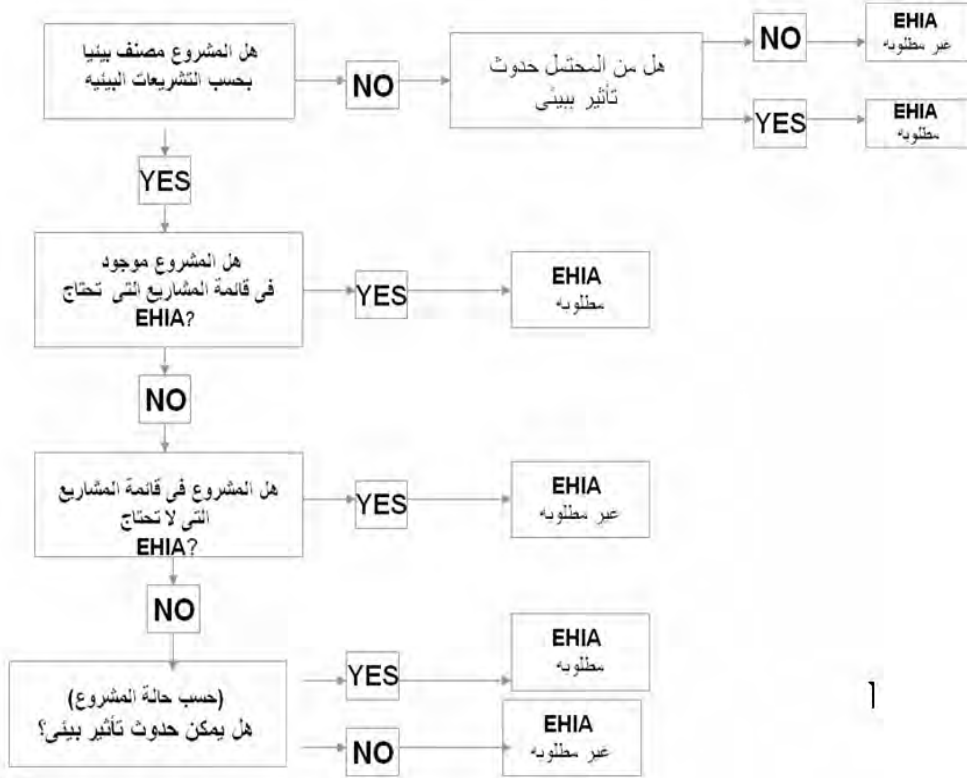 هل المشروع مصنف بيئيا
بحسب التشريعات البيئيه
NO
هل من المحتمل حدوث
تأثير بيئى
NO
EHIA
غير مطلوبه
YES
EHIA
مطلوبه
YES
هل المشروع موجود
فى قائمة المشاريع التى تحتاج
EHIA?
YES
EHIA
مطلوبه
NO
هل المشروع فى قائمة المشاريع
التى لا تحتاج
EHIA?
YES
EHIA
غير مطلوبه
NO
(حسب حالة المشروع)
هل يمكن حدوث تأثير بيئى؟
YES
EHIA
مطلوبه
NO
EHIA
غير مطلوبه